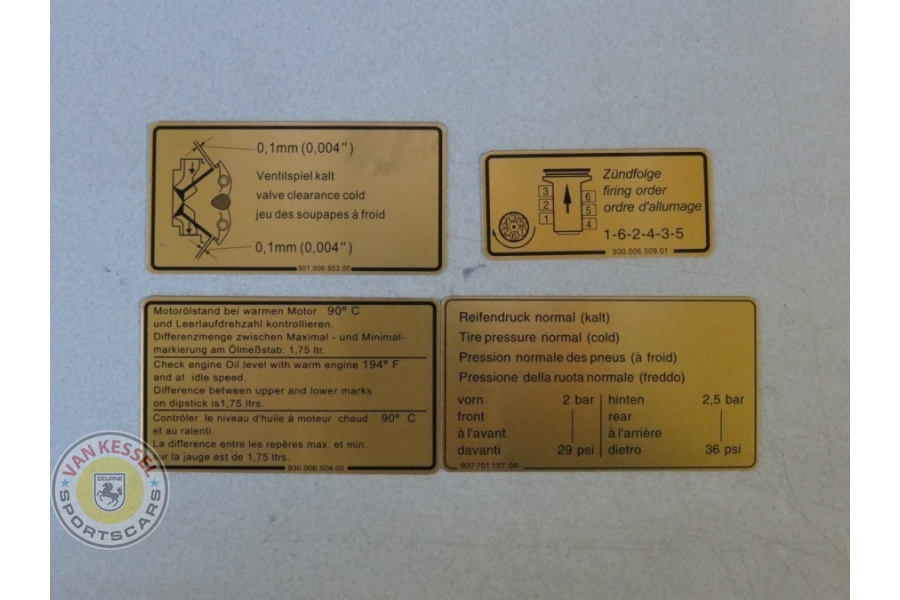 0,1mm (0,004")
Ventilspiel kalt
valve clearance cold
jeu des soupapes à froid
0,1mm (0,004")
901.006.503.00
Zündfolge
firing order
ordre d'allumage
1-6-2-4-3-5
3 6
2 5
1 4
930.006.509.01
Motorölstand bei warmen Motor 90° C
und Leerlaufdrehzahl kontrollieren.
Differenzmenge zwischen Maximal - und Minimal-
markierung am Ölmeßstab: 1,75 ltr.
Check engine Oil level with warm engine 194° F
and at idle speed.
Difference between upper and lower marks
on dipstick is1,75 ltrs.
Contrôler le niveau d'huile à moteur chaud 90° C
et au ralenti.
La difference entre les repères max. et min.
sur la jauge est de 1,75 ltrs.
930.006.504.02
Reifendruck normal (kalt)
Tire pressure normal (cold)
Pression normale des pneus (à froid)
Pressione della ruota normale (freddo)
vorn 2 bar hinten 2,5 bar
front rear
à l'avant à l'arrière
davanti 29 psi dietro 36 psi
937 701 127 00
VAN KESSEL
DEURNE
SPORTSCARS